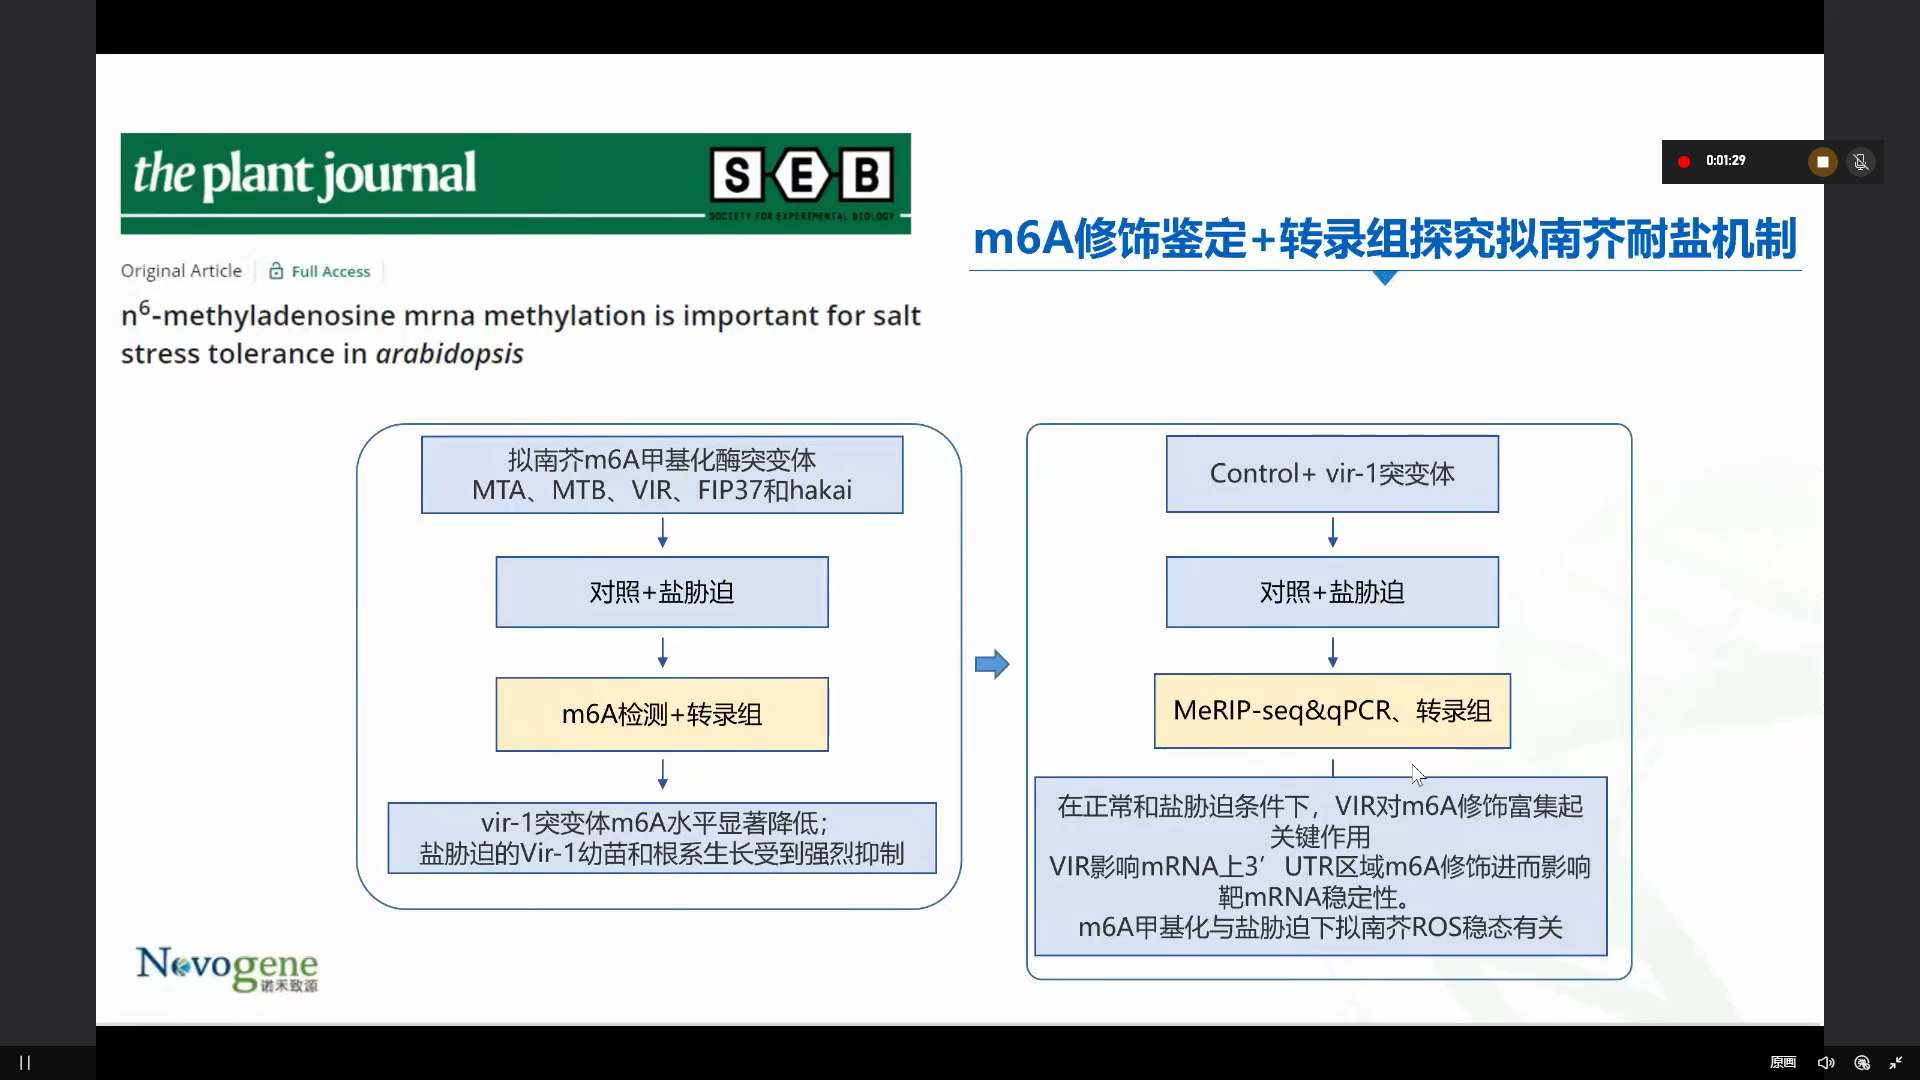 the plant journal
SEB
SOCIETY FOR EXPERIMENTAL BIOLOGY
0:01:29
m6A修饰鉴定+转录组探究拟南芥耐盐机制
Original Article
Full Access
n⁶-methyladenosine mrna methylation is important for salt
stress tolerance in arabidopsis
拟南芥m6A甲基化酶突变体
MTA、MTB、VIR、FIP37和hakai
对照+盐胁迫
m6A检测+转录组
vir-1突变体m6A水平显著降低;
盐胁迫的Vir-1幼苗和根系生长受到强烈抑制
Control+ vir-1突变体
对照+盐胁迫
MeRIP-seq&qPCR、转录组
在正常和盐胁迫条件下，VIR对m6A修饰富集起
关键作用
VIR影响mRNA上3’UTR区域m6A修饰进而影响
靶mRNA稳定性。
m6A甲基化与盐胁迫下拟南芥ROS稳态有关
Novogene
诺禾致源
原画